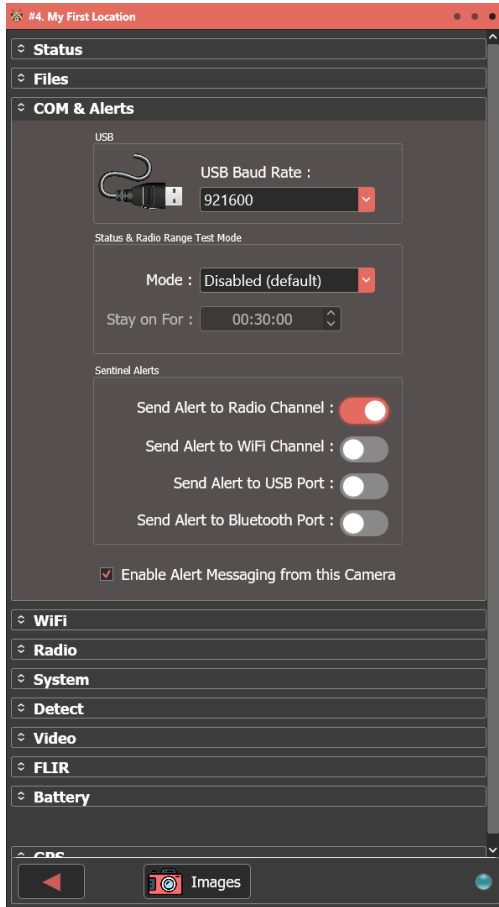 #4. My First Location
Status
Files
COM & Alerts
USB
USB Baud Rate :
921600
Status & Radio Range Test Mode
Mode : Disabled (default)
Stay on For : 00:30:00
Sentinel Alerts
Send Alert to Radio Channel :
Send Alert to WiFi Channel :
Send Alert to USB Port :
Send Alert to Bluetooth Port :
Enable Alert Messaging from this Camera
WiFi
Radio
System
Detect
Video
FLIR
Battery
GPS
Images